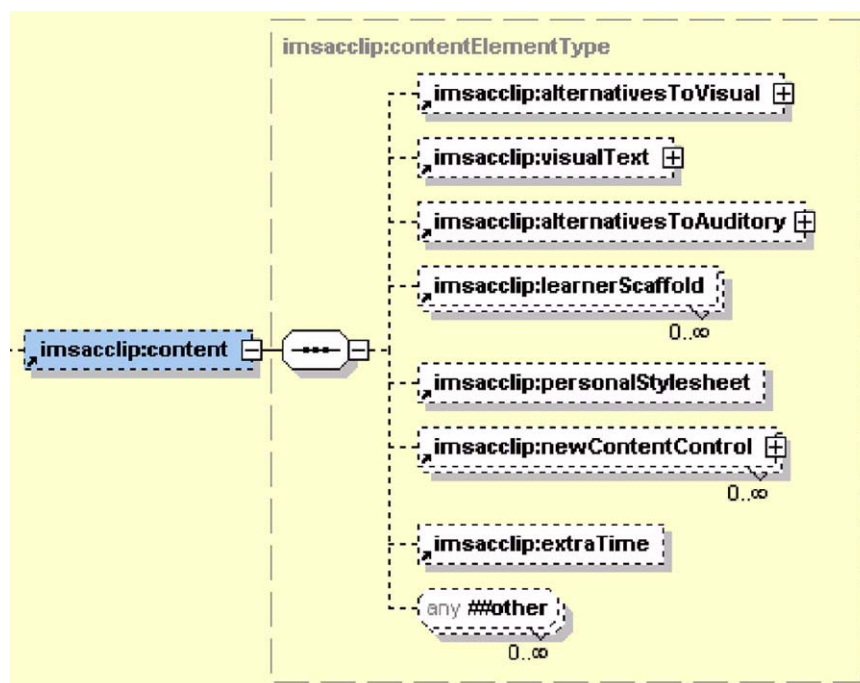 imsacclip:contentElementType
imsacclip:alternativesToVisual
imsacclip:visualText
imsacclip:alternativesToAuditory
imsacclip:learnerScaffold
0..∞
imsacclip:content
imsacclip:personalStylesheet
imsacclip:newContentControl
0..∞
imsacclip:extraTime
any ##other
0..∞